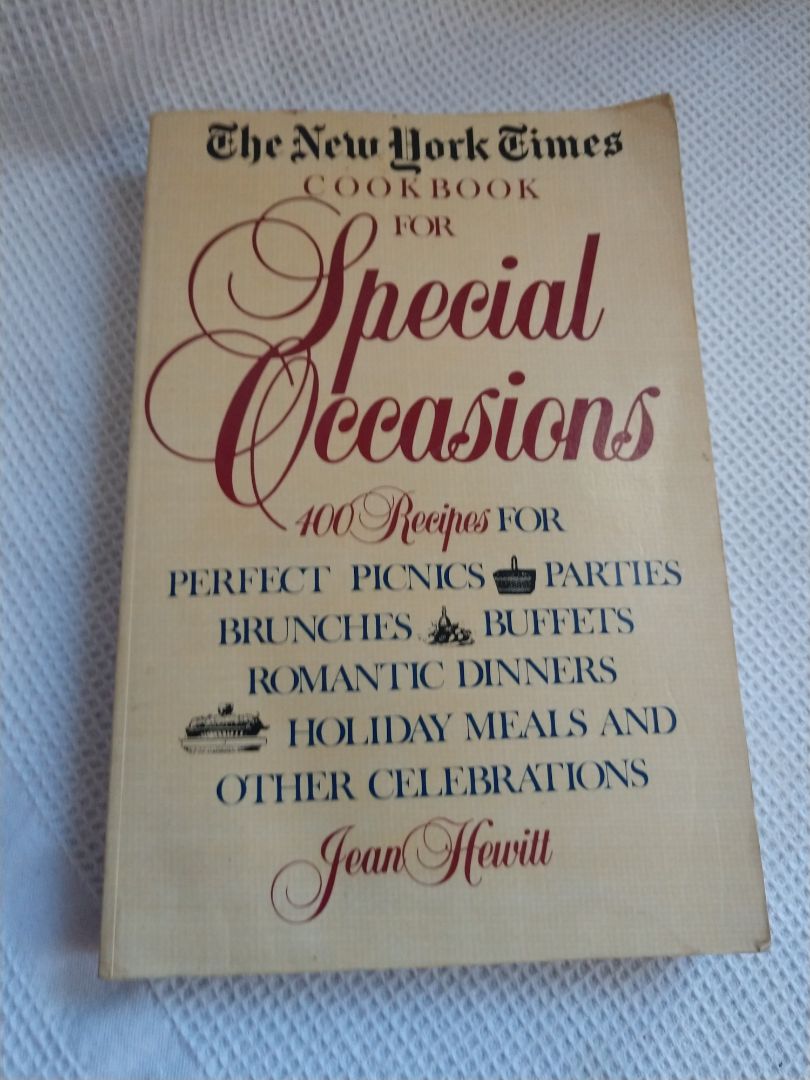 The New York Times
COOKBOOK
FOR
Special
Occasions
400 Recipes FOR
PERFECT PICNICS PARTIES
BRUNCHES BUFFETS
ROMANTIC DINNERS
HOLIDAY MEALS AND
OTHER CELEBRATIONS
Jean Hewitt